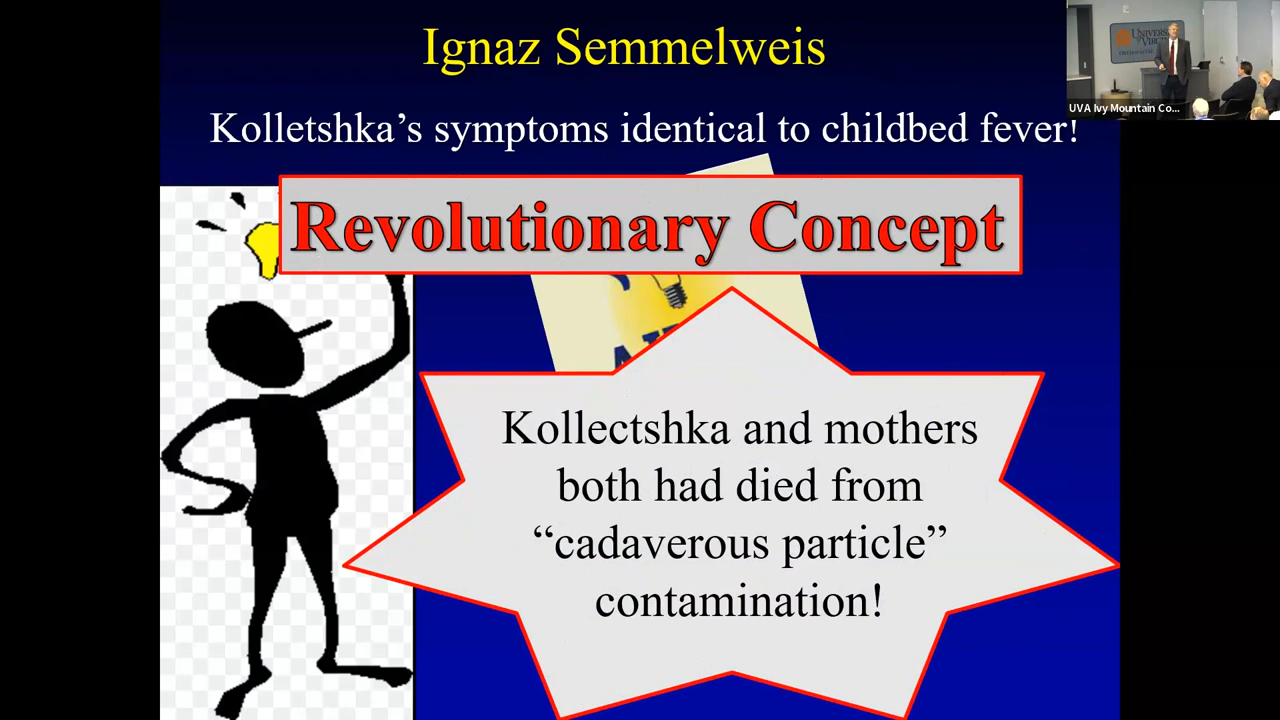 Ignaz Semmelweis
Kolletshka’s symptoms identical to childbed fever!
Revolutionary Concept
Kollectshka and mothers
both had died from
“cadaverous particle”
contamination!
UVA Ivy Mountain Co...